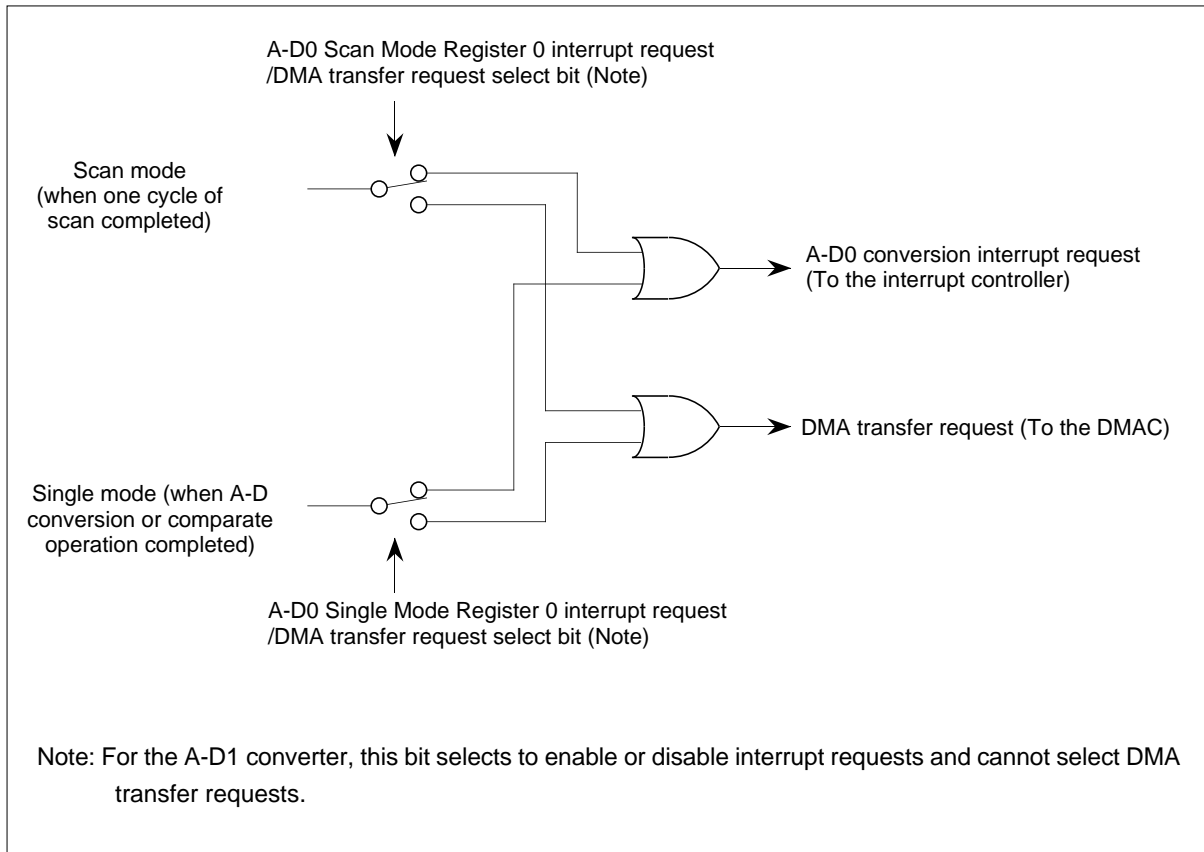 A-D0 Scan Mode Register 0 interrupt request
/DMA transfer request select bit (Note)
Scan mode
(when one cycle of
scan completed)
A-D0 conversion interrupt request
(To the interrupt controller)
DMA transfer request (To the DMAC)
Single mode (when A-D
conversion or comparate
operation completed)
A-D0 Single Mode Register 0 interrupt request
/DMA transfer request select bit (Note)
Note: For the A-D1 converter, this bit selects to enable or disable interrupt requests and cannot select DMA
transfer requests.